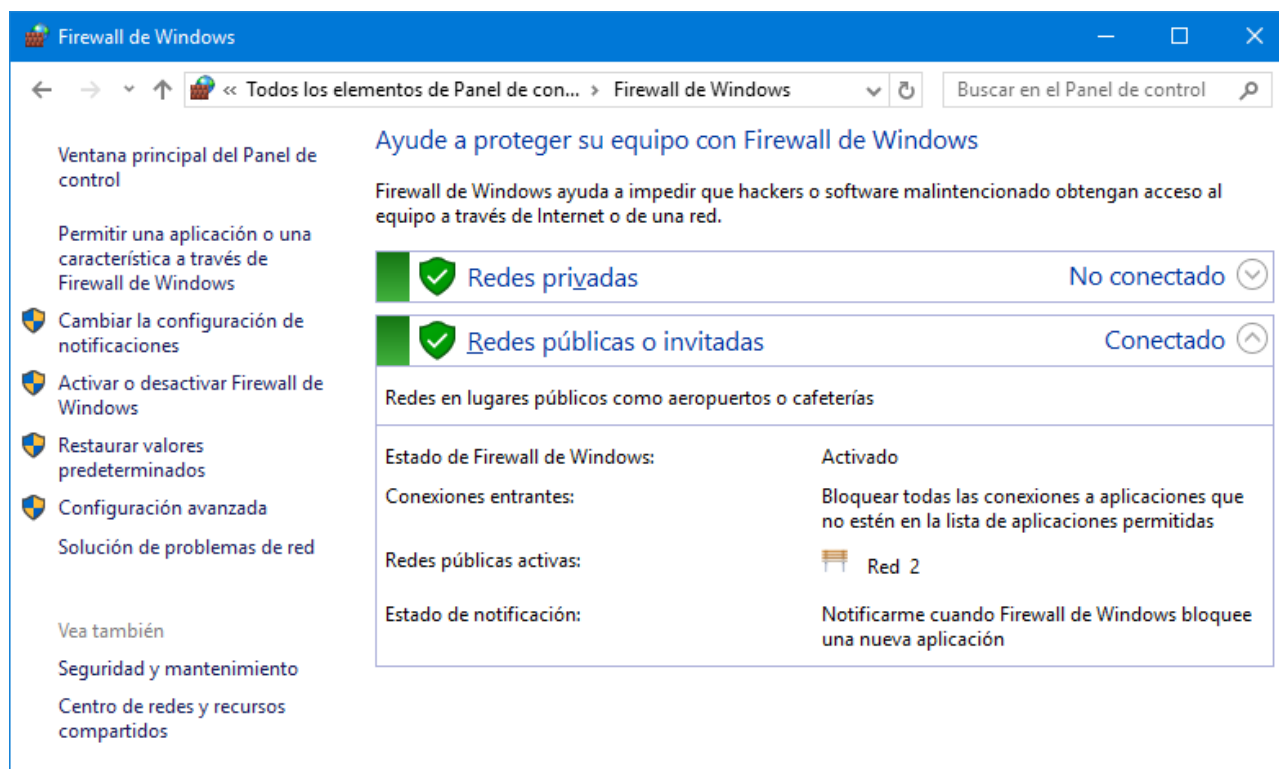 Firewall de Windows
« Todos los elementos de Panel de con... › Firewall de Windows
Buscar en el Panel de control
Ventana principal del Panel de
control
Permitir una aplicación o una
característica a través de
Firewall de Windows
Cambiar la configuración de
notificaciones
Activar o desactivar Firewall de
Windows
Restaurar valores
predeterminados
Configuración avanzada
Solución de problemas de red
Vea también
Seguridad y mantenimiento
Centro de redes y recursos
compartidos
Ayude a proteger su equipo con Firewall de Windows
Firewall de Windows ayuda a impedir que hackers o software malintencionado obtengan acceso al
equipo a través de Internet o de una red.
Redes privadas No conectado
Redes públicas o invitadas Conectado
Redes en lugares públicos como aeropuertos o cafeterías
Estado de Firewall de Windows: Activado
Conexiones entrantes: Bloquear todas las conexiones a aplicaciones que
no estén en la lista de aplicaciones permitidas
Redes públicas activas: Red 2
Estado de notificación: Notificarme cuando Firewall de Windows bloquee
una nueva aplicación